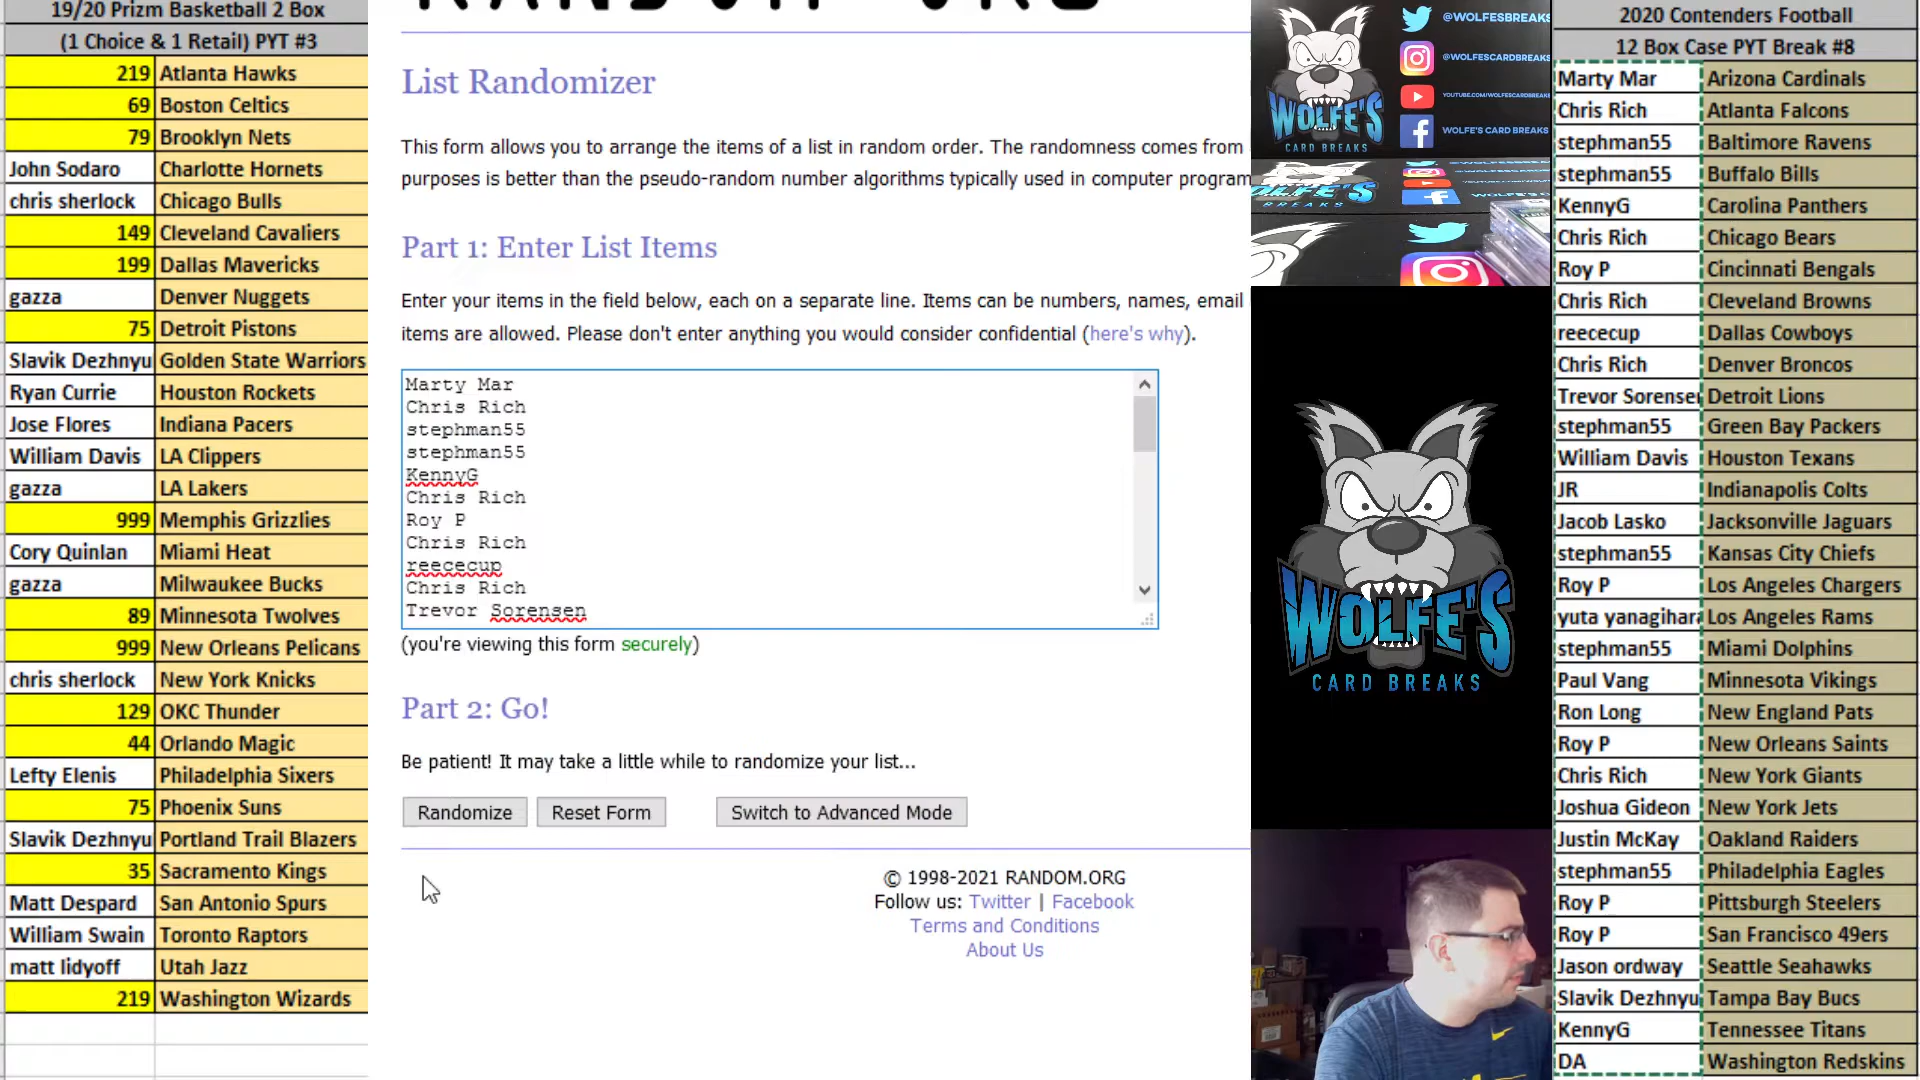 19/20 Prizm Basketball 2 Box
(1 Choice & 1 Retail) PYT #3
219 Atlanta Hawks
69 Boston Celtics
79 Brooklyn Nets
John Sodaro Charlotte Hornets
chris sherlock Chicago Bulls
149 Cleveland Cavaliers
199 Dallas Mavericks
gazza Denver Nuggets
75 Detroit Pistons
Slavik Dezhnyu Golden State Warriors
Ryan Currie Houston Rockets
Jose Flores Indiana Pacers
William Davis LA Clippers
gazza LA Lakers
999 Memphis Grizzlies
Cory Quinlan Miami Heat
gazza Milwaukee Bucks
89 Minnesota Twolves
999 New Orleans Pelicans
chris sherlock New York Knicks
129 OKC Thunder
44 Orlando Magic
Lefty Elenis Philadelphia Sixers
75 Phoenix Suns
Slavik Dezhnyu Portland Trail Blazers
35 Sacramento Kings
Matt Despard San Antonio Spurs
William Swain Toronto Raptors
matt lidyoff Utah Jazz
219 Washington Wizards
List Randomizer
This form allows you to arrange the items of a list in random order. The randomness comes from
purposes is better than the pseudo-random number algorithms typically used in computer program
Part 1: Enter List Items
Enter your items in the field below, each on a separate line. Items can be numbers, names, email
items are allowed. Please don't enter anything you would consider confidential (here's why).
Marty Mar
Chris Rich
stephman55
stephman55
KennyG
Chris Rich
Roy P
Chris Rich
reececup
Chris Rich
Trevor Sorensen
(you're viewing this form securely)
Part 2: Go!
Be patient! It may take a little while to randomize your list...
Randomize Reset Form Switch to Advanced Mode
© 1998-2021 RANDOM.ORG
Follow us: Twitter | Facebook
Terms and Conditions
About Us
WOLFE'S
CARD BREAKS
@WOLFESBREAKS
@WOLFESCARDBREAKS
YOUTUBE.COM/WOLFESCARDBREAKS
WOLFE'S CARD BREAKS
WOLFE'S
CARD BREAKS
2020 Contenders Football
12 Box Case PYT Break #8
Marty Mar Arizona Cardinals
Chris Rich Atlanta Falcons
stephman55 Baltimore Ravens
stephman55 Buffalo Bills
KennyG Carolina Panthers
Chris Rich Chicago Bears
Roy P Cincinnati Bengals
Chris Rich Cleveland Browns
reececup Dallas Cowboys
Chris Rich Denver Broncos
Trevor Sorensen Detroit Lions
stephman55 Green Bay Packers
William Davis Houston Texans
JR Indianapolis Colts
Jacob Lasko Jacksonville Jaguars
stephman55 Kansas City Chiefs
Roy P Los Angeles Chargers
yuta yanagihara Los Angeles Rams
stephman55 Miami Dolphins
Paul Vang Minnesota Vikings
Ron Long New England Pats
Roy P New Orleans Saints
Chris Rich New York Giants
Joshua Gideon New York Jets
Justin McKay Oakland Raiders
stephman55 Philadelphia Eagles
Roy P Pittsburgh Steelers
Roy P San Francisco 49ers
Jason ordway Seattle Seahawks
Slavik Dezhnyu Tampa Bay Bucs
KennyG Tennessee Titans
DA Washington Redskins